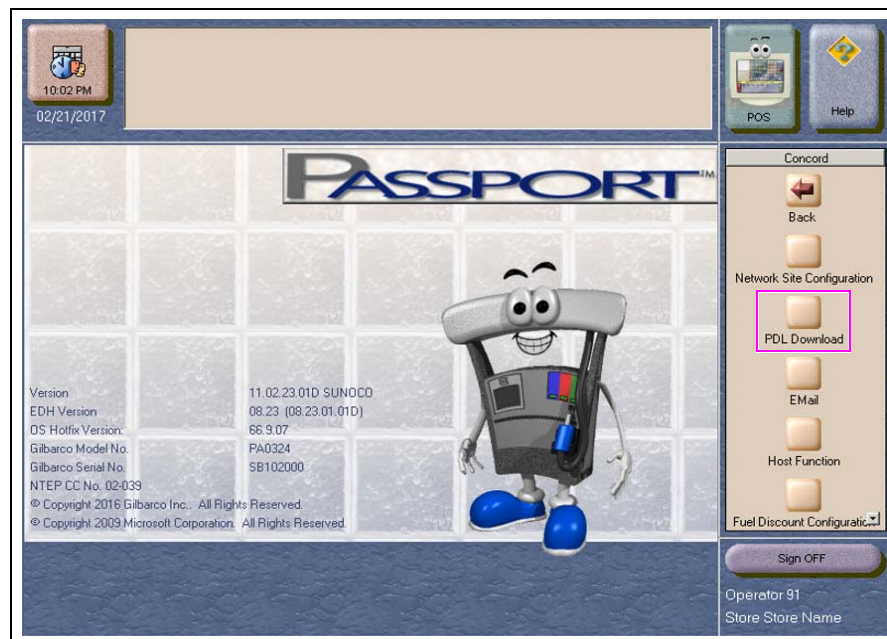 10:02 PM
02/21/2017
POS
Help
PASSPORT™
Concord
Back
Network Site Configuration
PDL Download
EMail
Host Function
Fuel Discount Configuration
Version 11.02.23.01D SUNOCO
EDH Version 08.23 (08.23.01.01D)
OS Hotfix Version: 66.9.07
Gilbarco Model No. PA0324
Gilbarco Serial No. SB102000
NTEP CC No. 02-039
© Copyright 2016 Gilbarco Inc.. All Rights Reserved.
© Copyright 2009 Microsoft Corporation. All Rights Reserved.
Sign OFF
Operator 91
Store Store Name